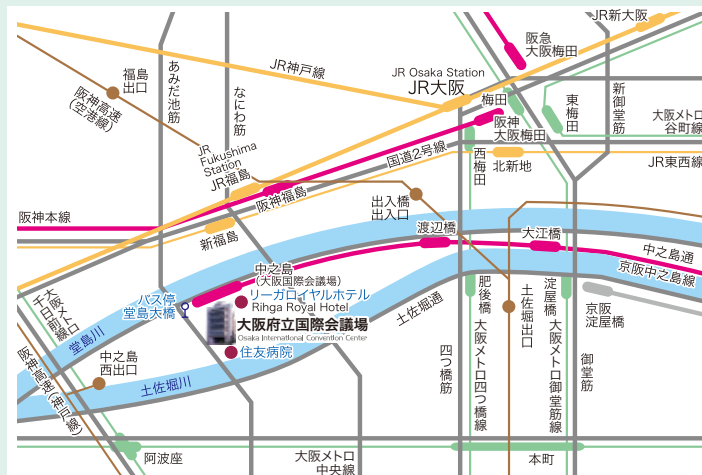 JR新大阪
阪急
大阪梅田
JR神戸線
JR Osaka Station
JR大阪
福島
出口
阪神高速
(空港線)
あみだ池筋
なにわ筋
梅田
阪神
大阪梅田
東梅田
新御堂筋
大阪メトロ
谷町線
JR
Fukushima
Station
JR福島
国道2号線
西梅田
北新地
JR東西線
阪神福島
阪神本線
新福島
出入橋
出入口
渡辺橋
大江橋
中之島通
京阪中之島線
中之島
(大阪国際会議場)
リーガロイヤルホテル
Rihga Royal Hotel
バス停
堂島大橋
大阪府立国際会議場
Osaka International Convention Center
住友病院
土佐堀通
肥後橋
大阪メトロ四つ橋線
四つ橋筋
土佐堀出口
淀屋橋
大阪メトロ御堂筋線
京阪
淀屋橋
御堂筋
大阪メトロ
千日前線
堂島川
阪神高速(神戸線)
中之島
西出口
土佐堀川
阿波座
大阪メトロ
中央線
本町